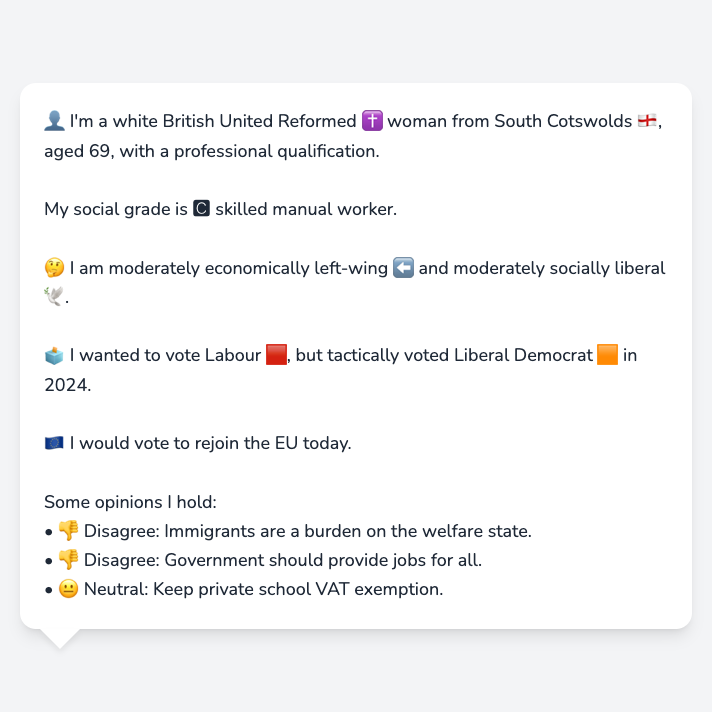 👤 I'm a white British United Reformed ✝️ woman from South Cotswolds 🏴󠁧󠁢󠁥󠁮󠁧󠁿,
aged 69, with a professional qualification.
My social grade is 🅲 skilled manual worker.
🤔 I am moderately economically left-wing ⬅️ and moderately socially liberal
🕊️.
🗳️ I wanted to vote Labour 🟥, but tactically voted Liberal Democrat 🟧 in
2024.
🇪🇺 I would vote to rejoin the EU today.
Some opinions I hold:
• 👎 Disagree: Immigrants are a burden on the welfare state.
• 👎 Disagree: Government should provide jobs for all.
• 😐 Neutral: Keep private school VAT exemption.